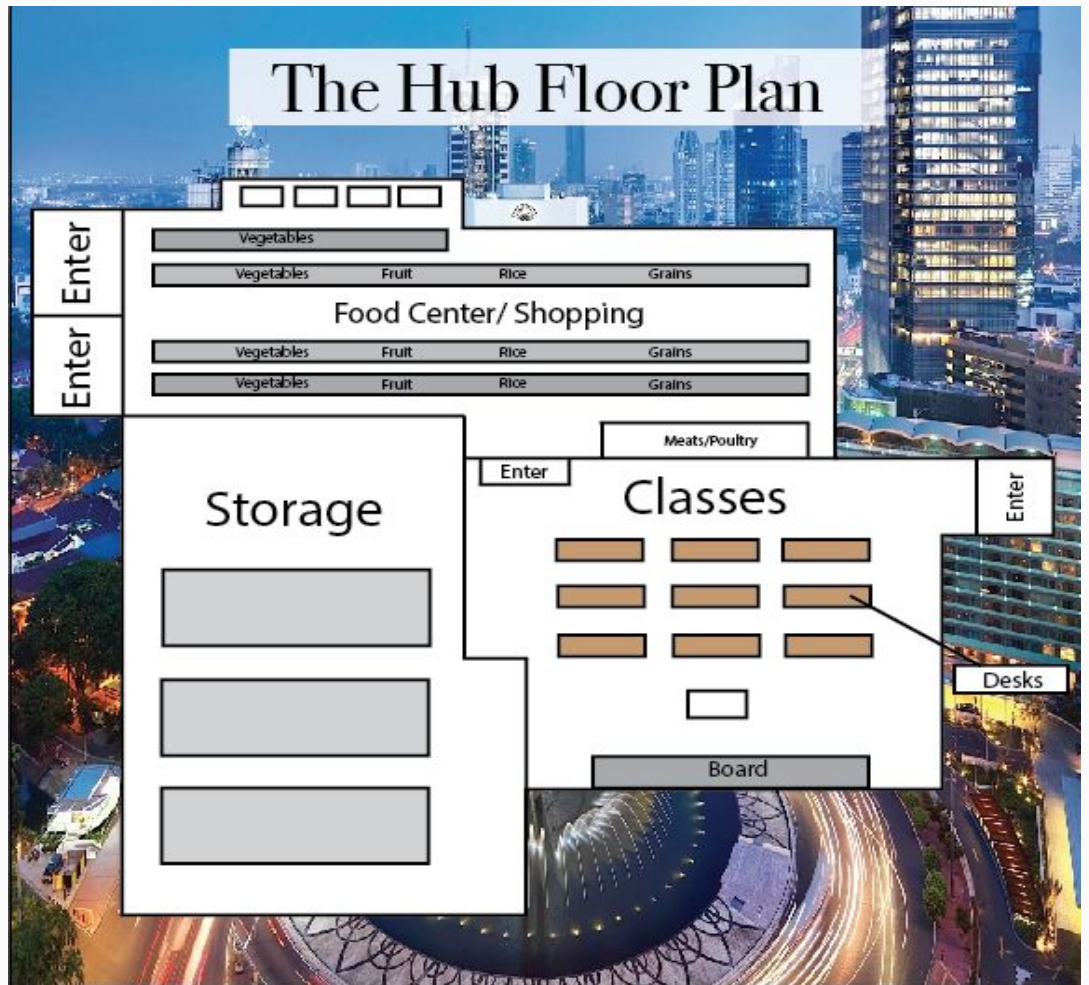 The Hub Floor Plan
Enter
Enter
Vegetables
Vegetables Fruit Rice Grains
Food Center/ Shopping
Vegetables Fruit Rice Grains
Vegetables Fruit Rice Grains
Meats/Poultry
Storage
Enter
Classes
Enter
Desks
Board